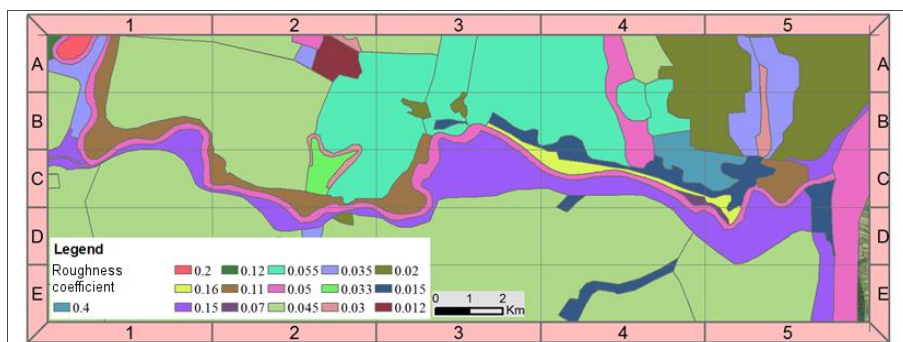 1 2 3 4 5
A A
B B
C C
D D
E E
Legend
Roughness
coefficient
0.2 0.12 0.055 0.035 0.02
0.16 0.11 0.05 0.033 0.015
0.4 0.15 0.07 0.045 0.03 0.012
0 1 2
Km
1 2 3 4 5